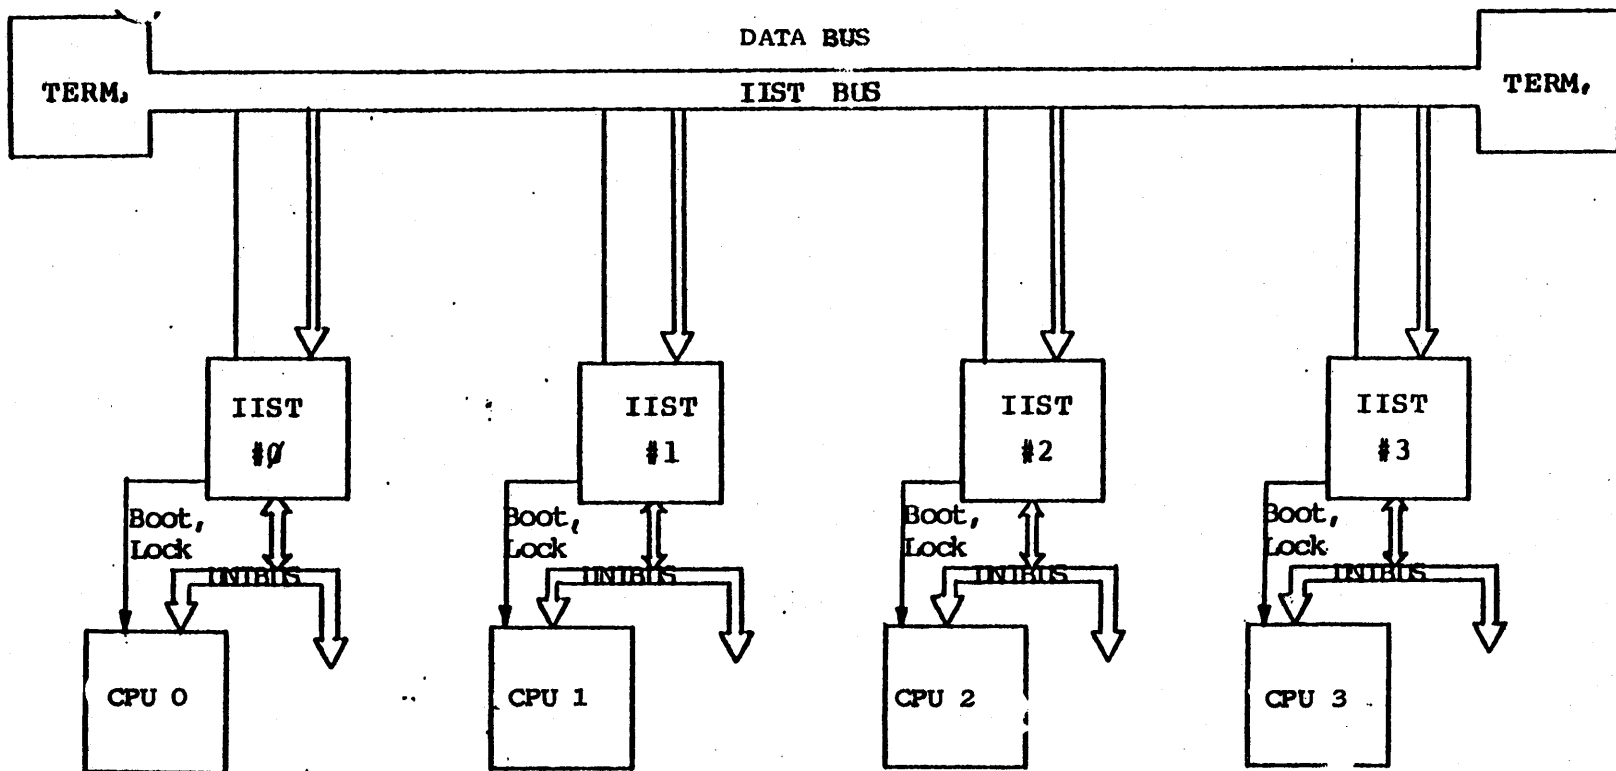 DATA BUS
TERM.
IIST BUS
TERM.
IIST
#0
IIST
#1
IIST
#2
IIST
#3
Boot,
Lock
Boot,
Lock
Boot,
Lock
Boot,
Lock
UNIBUS
UNIBUS
UNIBUS
UNIBUS
CPU 0
CPU 1
CPU 2
CPU 3